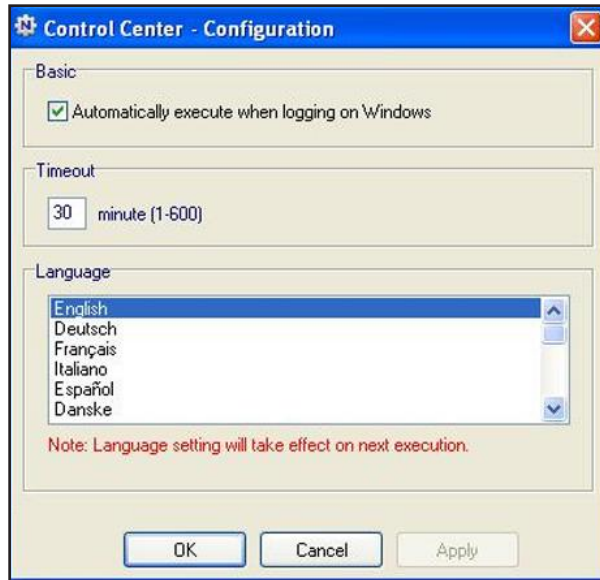 Control Center - Configuration
Basic
Automatically execute when logging on Windows
Timeout
30 minute (1-600)
Language
English
Deutsch
Français
Italiano
Español
Danske
Note: Language setting will take effect on next execution.
OK Cancel Apply